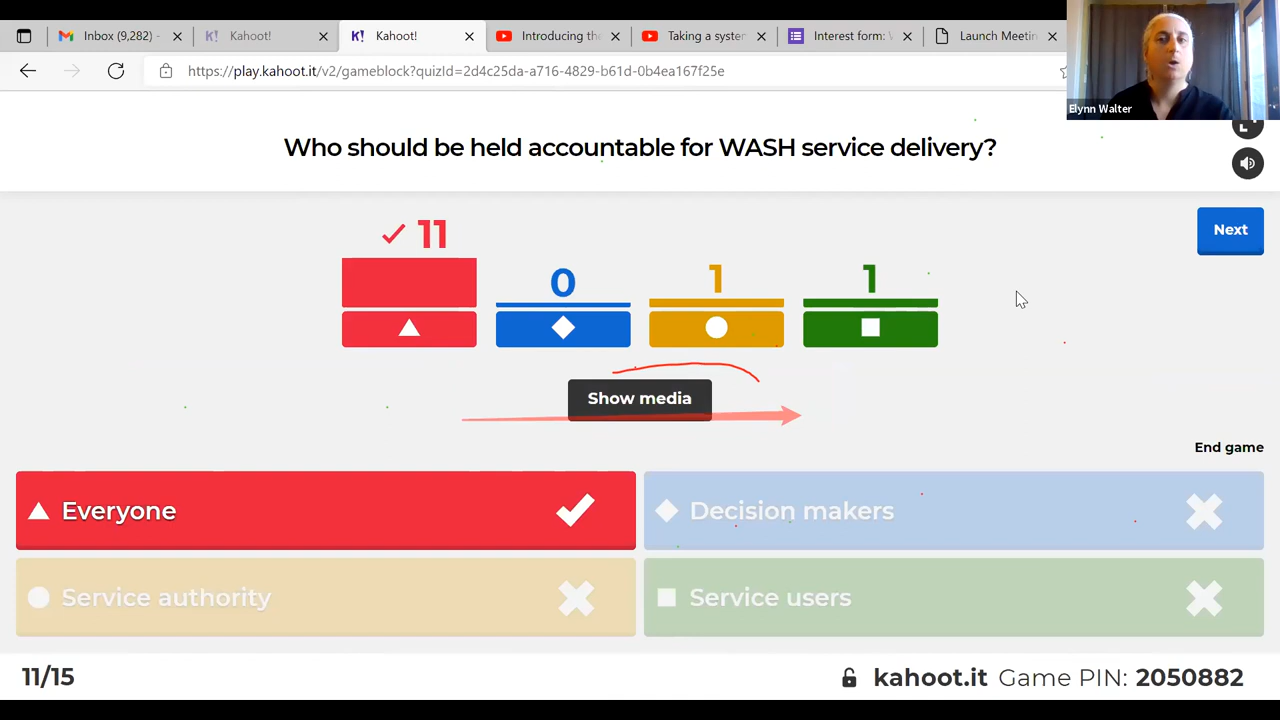 Inbox (9,282) -
Kahoot!
Kahoot!
Introducing the
Taking a system
Interest form: V
Launch Meetin
https://play.kahoot.it/v2/gameblock?quizId=2d4c25da-a716-4829-b61d-0b4ea167f25e
Elynn Walter
Who should be held accountable for WASH service delivery?
Next
11
0
1
1
Show media
End game
Everyone
Decision makers
Service authority
Service users
11/15
kahoot.it Game PIN: 2050882